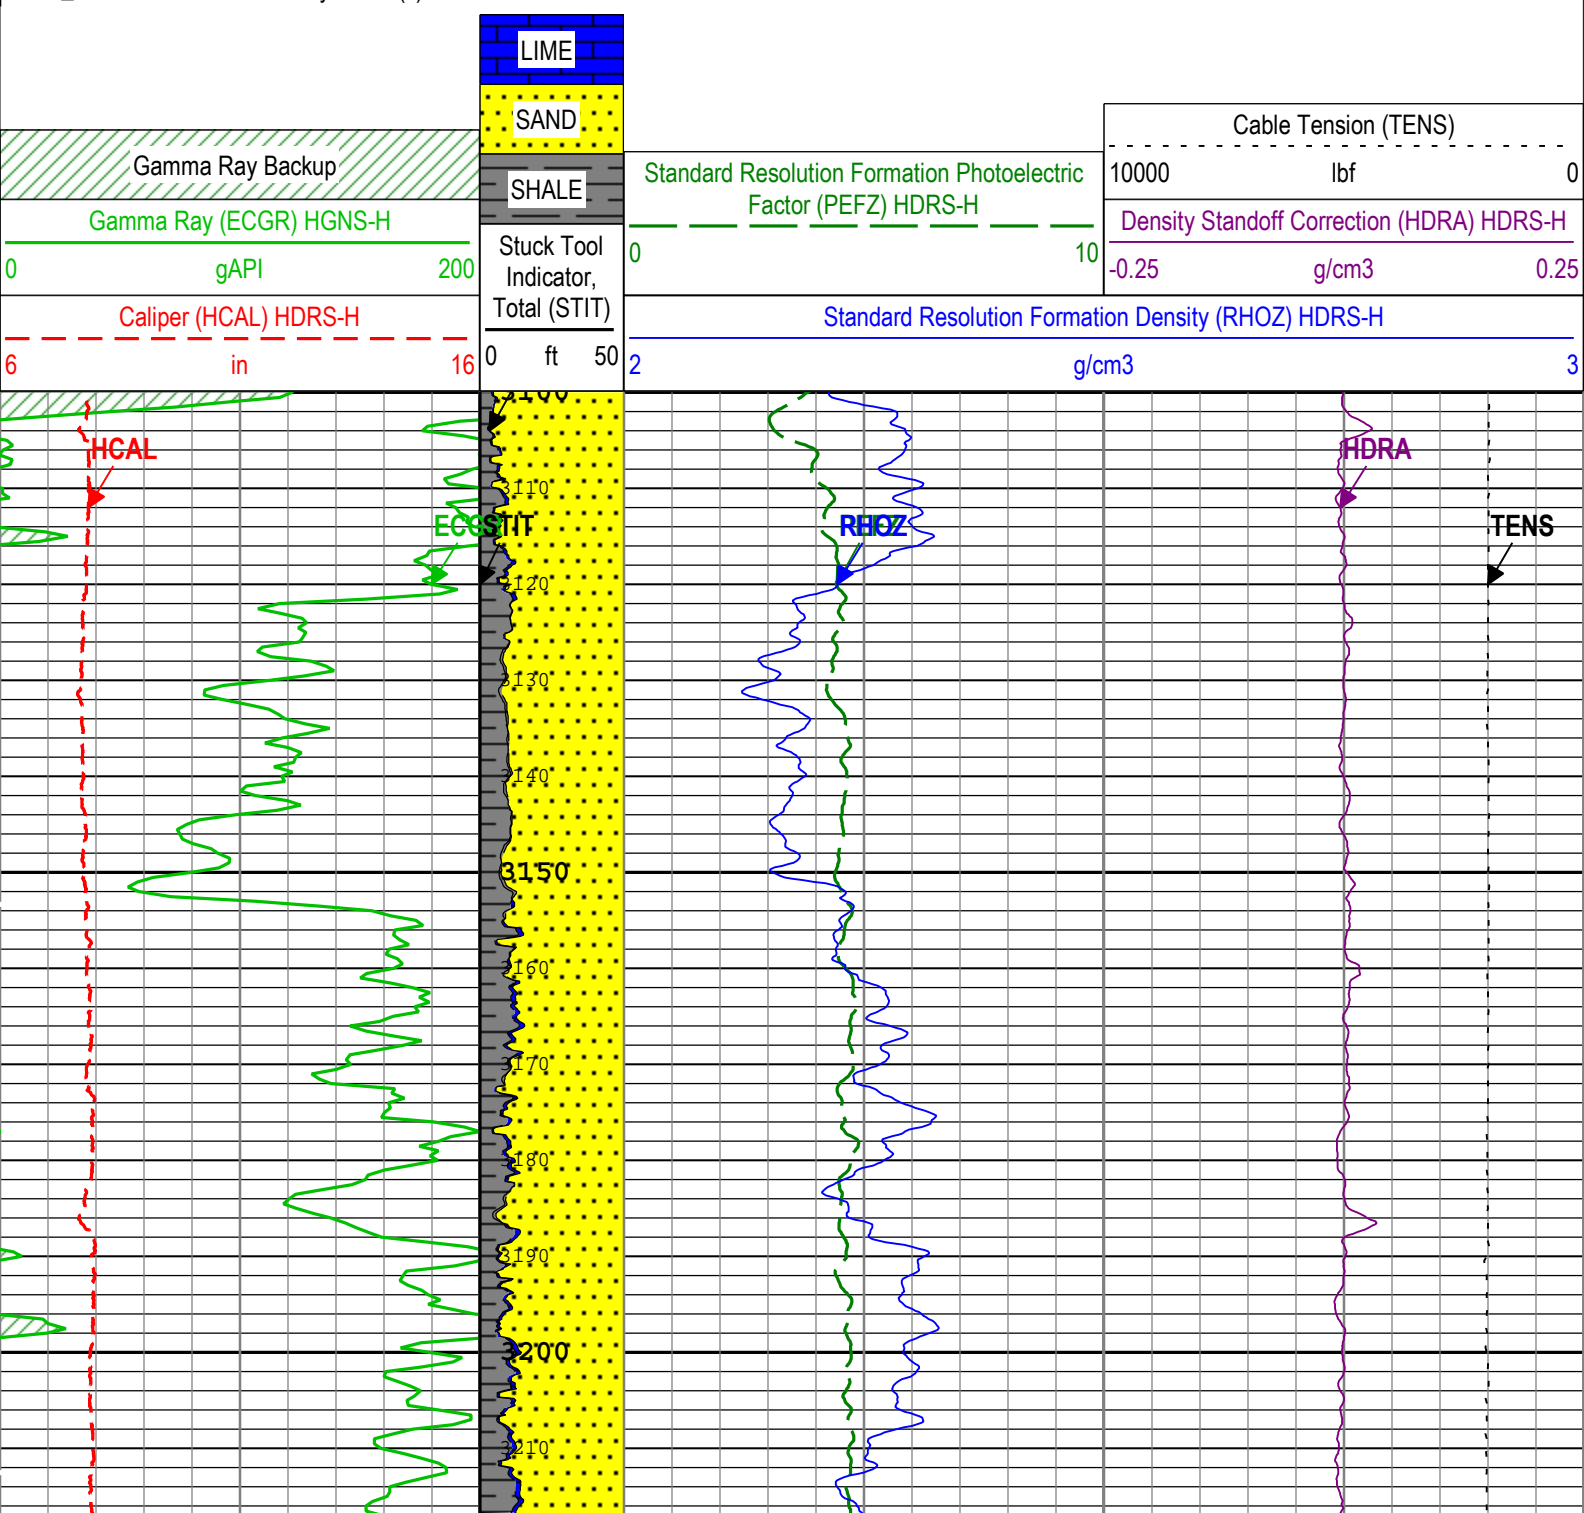 LIME
SAND
SHALE
Stuck Tool
Indicator,
Total (STIT)
0 ft 50
Gamma Ray Backup
Gamma Ray (ECGR) HGNS-H
0 gAPI 200
Caliper (HCAL) HDRS-H
6 in 16
Standard Resolution Formation Photoelectric
Factor (PEFZ) HDRS-H
0 10
Cable Tension (TENS)
10000 lbf 0
Density Standoff Correction (HDRA) HDRS-H
-0.25 g/cm3 0.25
Standard Resolution Formation Density (RHOZ) HDRS-H
2 g/cm3 3
3100
HCAL
HDRA
3110
STIT
RHOZ
TENS
3120
3130
3140
3150
3160
3170
3180
3190
3200
3210